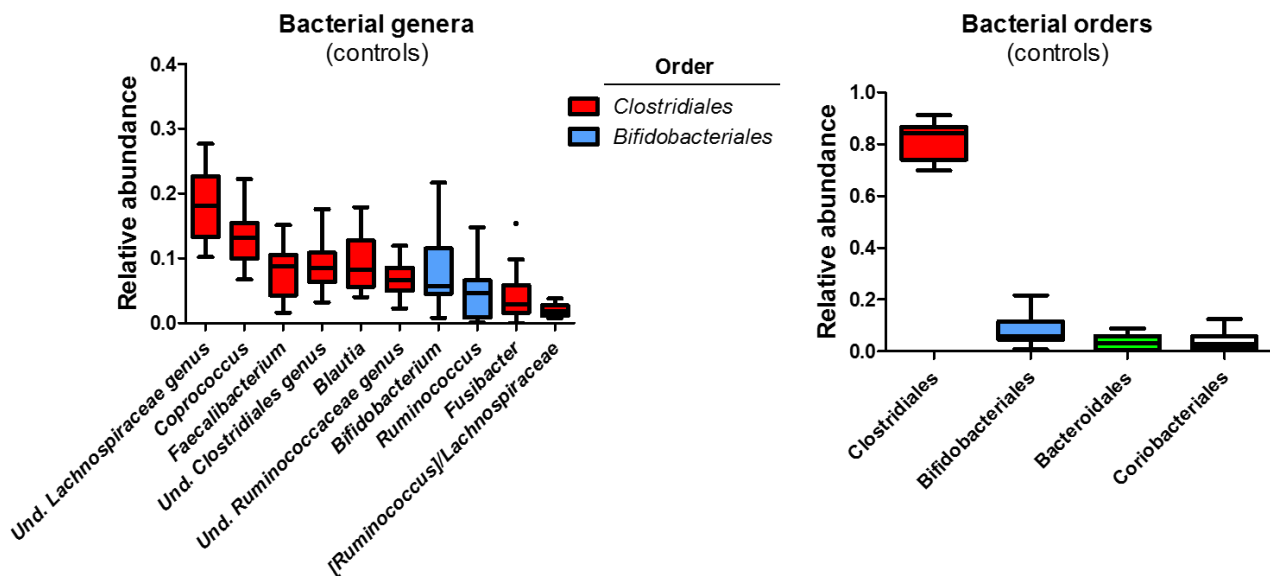 Bacterial genera
(controls)
Relative abundance
0.4
0.3
0.2
0.1
0.0
Und. Lachnospiraceae genus
Coprococcus
Faecalibacterium
Und. Clostridiales genus
Blautia
Und. Ruminococcaceae genus
Bifidobacterium
Ruminococcus
Fusibacter
[Ruminococcus]/Lachnospiraceae
Order
Clostridiales
Bifidobacteriales
Bacterial orders
(controls)
Relative abundance
1.0
0.8
0.6
0.4
0.2
0.0
Clostridiales
Bifidobacteriales
Bacteroidales
Coriobacteriales